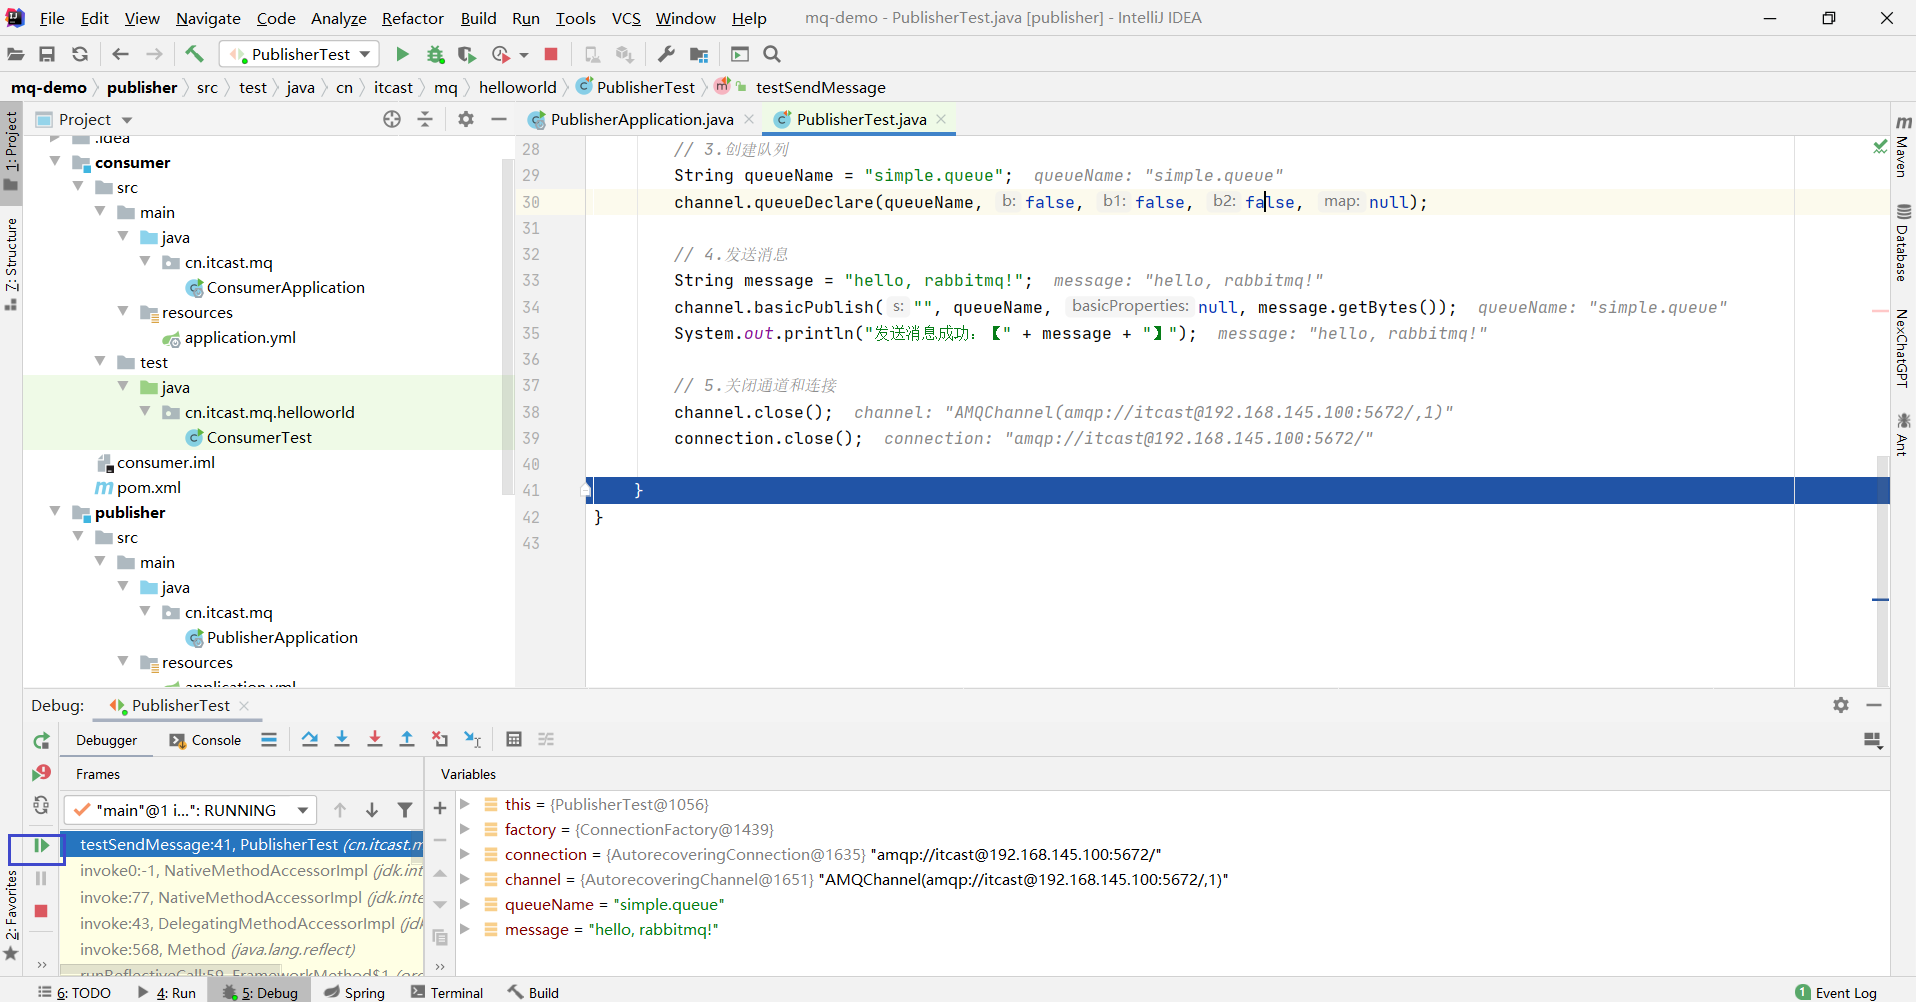 File Edit View Navigate Code Analyze Refactor Build Run Tools VCS Window Help mq-demo - PublisherTest.java [publisher] - IntelliJ IDEA
PublisherTest
mq-demo publisher src test java cn itcast mq helloworld PublisherTest testSendMessage
Project
PublisherApplication.java
PublisherTest.java
1: Project
Z: Structure
2: Favorites
.idea
consumer
src
main
java
cn.itcast.mq
ConsumerApplication
resources
application.yml
test
java
cn.itcast.mq.helloworld
ConsumerTest
consumer.iml
pom.xml
publisher
src
main
java
cn.itcast.mq
PublisherApplication
resources
application.yml
28 // 3.创建队列
29 String queueName = "simple.queue"; queueName: "simple.queue"
30 channel.queueDeclare(queueName, b: false, b1: false, b2: false, map: null);
31
32 // 4.发送消息
33 String message = "hello, rabbitmq!"; message: "hello, rabbitmq!"
34 channel.basicPublish( s: "", queueName, basicProperties: null, message.getBytes()); queueName: "simple.queue"
35 System.out.println("发送消息成功：【" + message + "】"); message: "hello, rabbitmq!"
36
37 // 5.关闭通道和连接
38 channel.close(); channel: "AMQChannel(amqp://itcast@192.168.145.100:5672/,1)"
39 connection.close(); connection: "amqp://itcast@192.168.145.100:5672/"
40
41 }
42 }
43
Maven
Database
NexChatGPT
Ant
Debug: PublisherTest
Debugger Console
Frames
Variables
"main"@1 i...": RUNNING
testSendMessage:41, PublisherTest (cn.itcast.m
invoke0:-1, NativeMethodAccessorImpl (jdk.inte
invoke:77, NativeMethodAccessorImpl (jdk.inte
invoke:43, DelegatingMethodAccessorImpl (jdk
invoke:568, Method (java.lang.reflect)
runReflectiveCall:59, FrameworkMethod$1 (org
this = {PublisherTest@1056}
factory = {ConnectionFactory@1439}
connection = {AutorecoveringConnection@1635} "amqp://itcast@192.168.145.100:5672/"
channel = {AutorecoveringChannel@1651} "AMQChannel(amqp://itcast@192.168.145.100:5672/,1)"
queueName = "simple.queue"
message = "hello, rabbitmq!"
6: TODO 4: Run 5: Debug Spring Terminal Build 1 Event Log